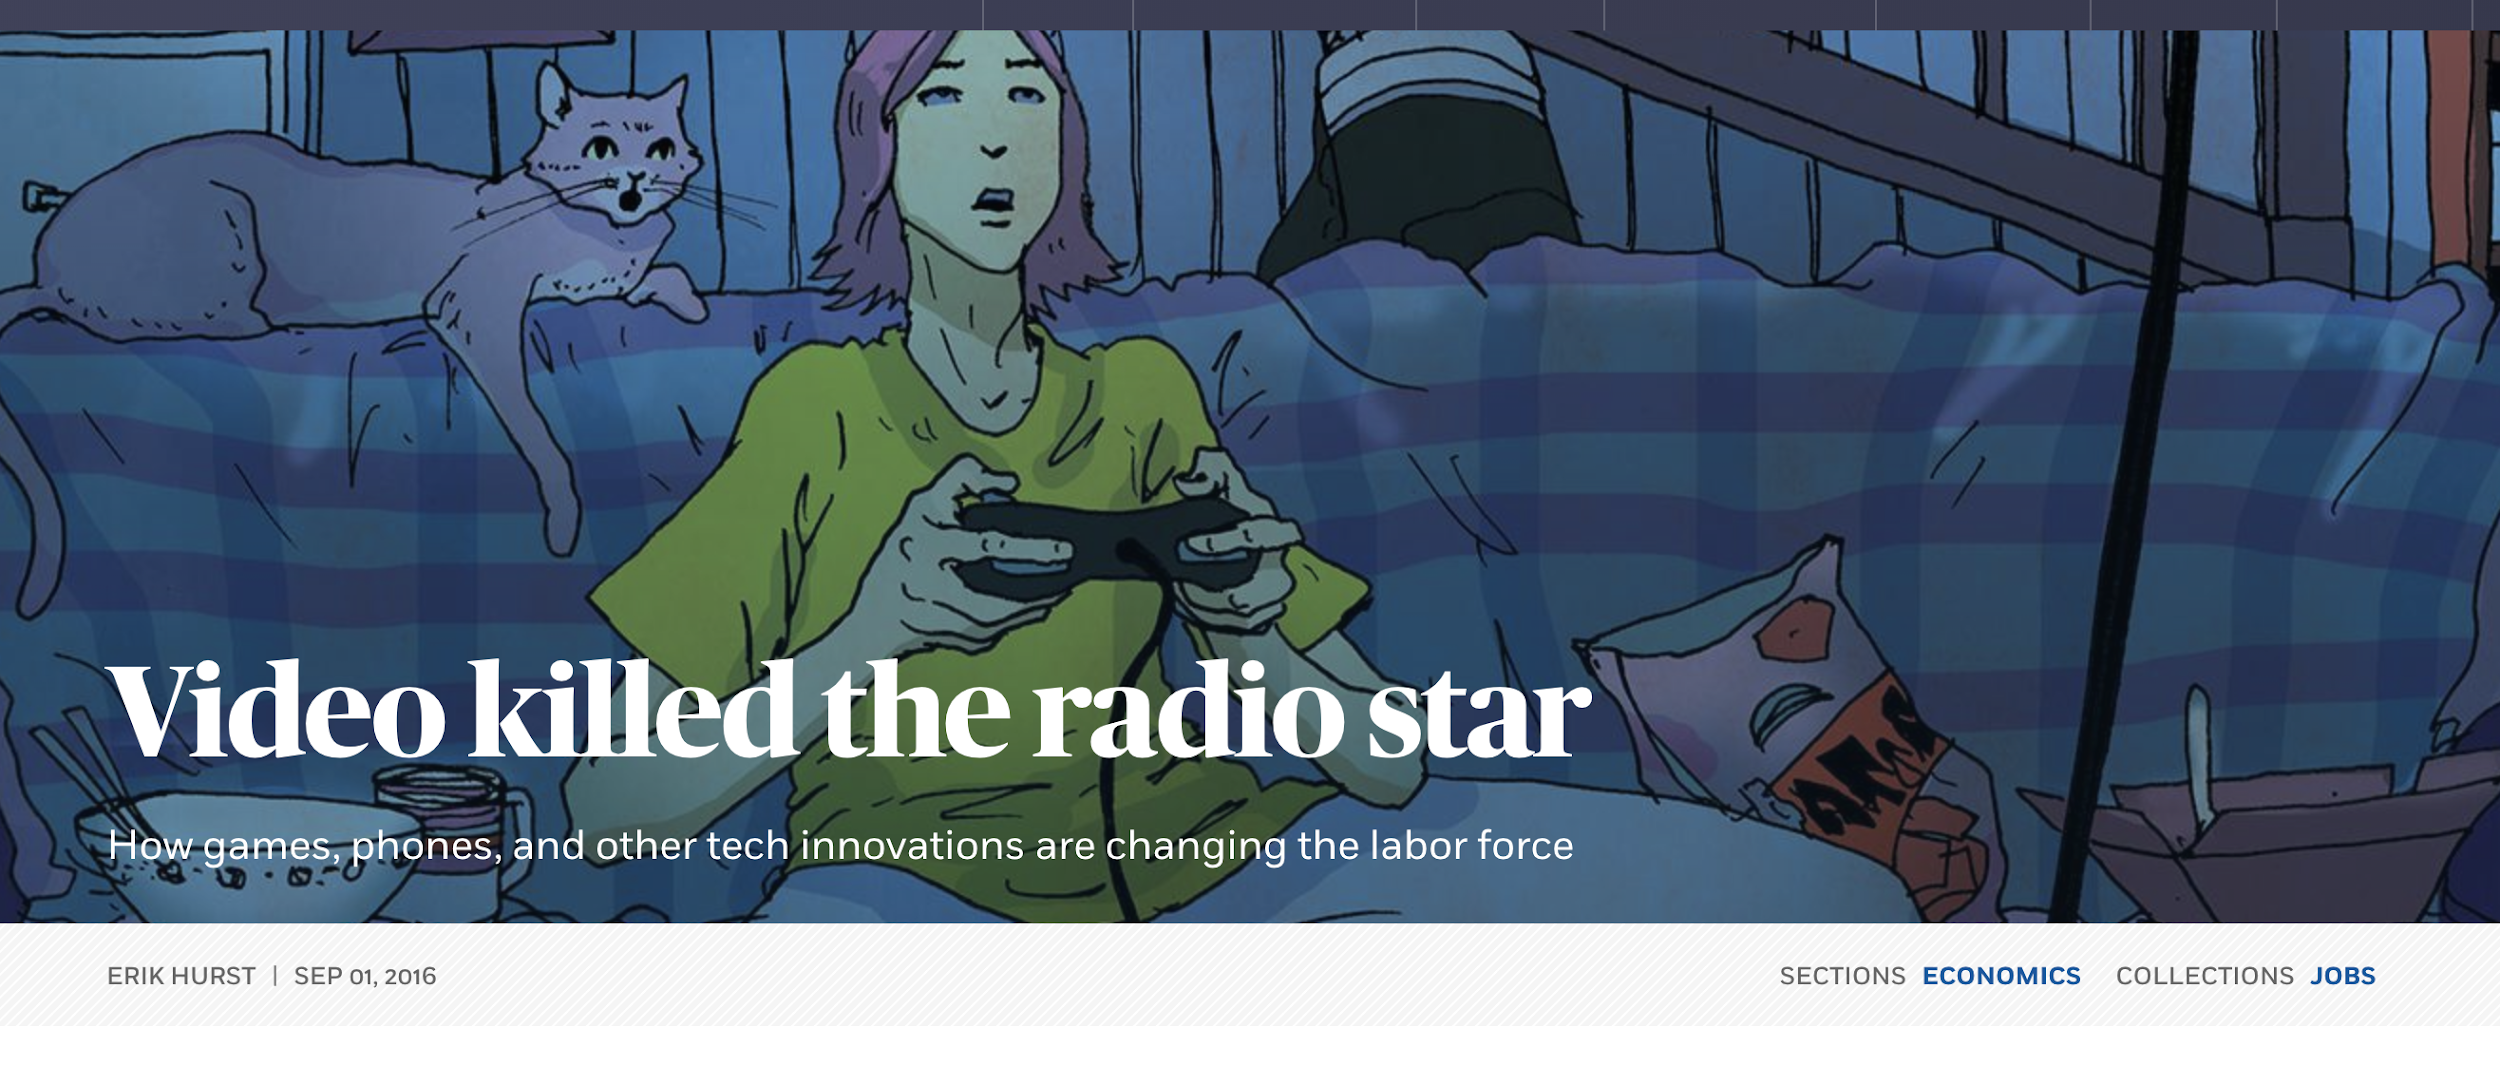 Video killed the radio star
How games, phones, and other tech innovations are changing the labor force
ERIK HURST | SEP 01, 2016
SECTIONS ECONOMICS COLLECTIONS JOBS